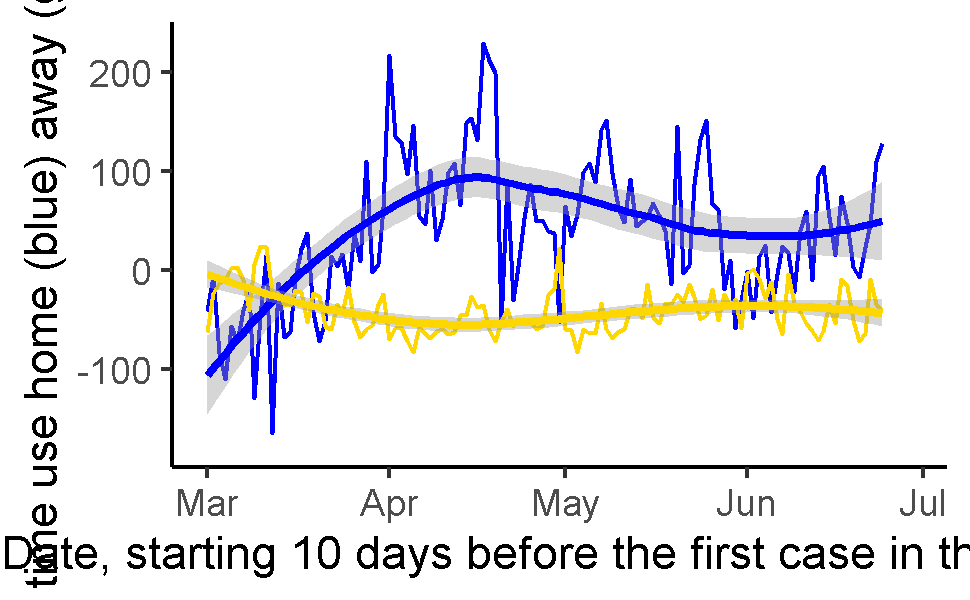 time use home (blue) away (
200
100
0
-100
Mar Apr May Jun Jul
Date, starting 10 days before the first case in th